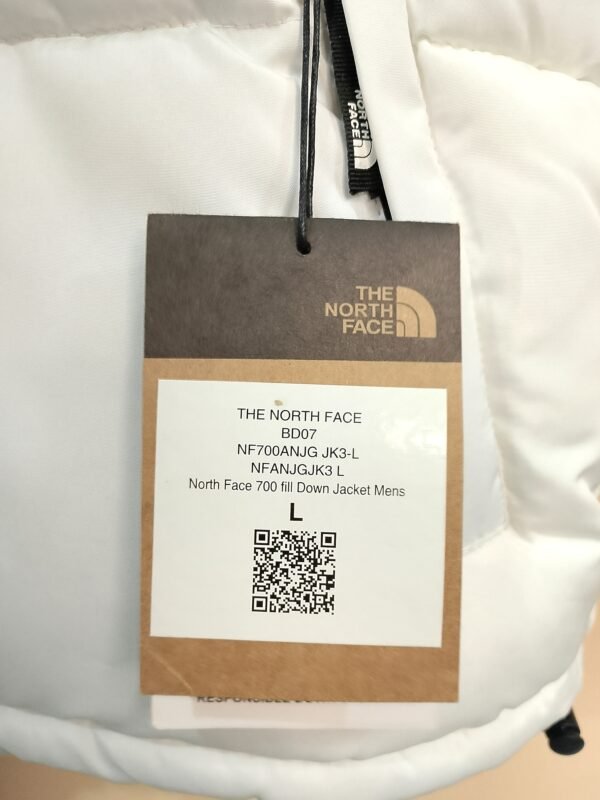 NORTH
FACE
THE
NORTH
FACE
THE NORTH FACE
BD07
NF700ANJG JK3-L
NFANJGJK3 L
North Face 700 fill Down Jacket Mens
L
RESPONSIBLE